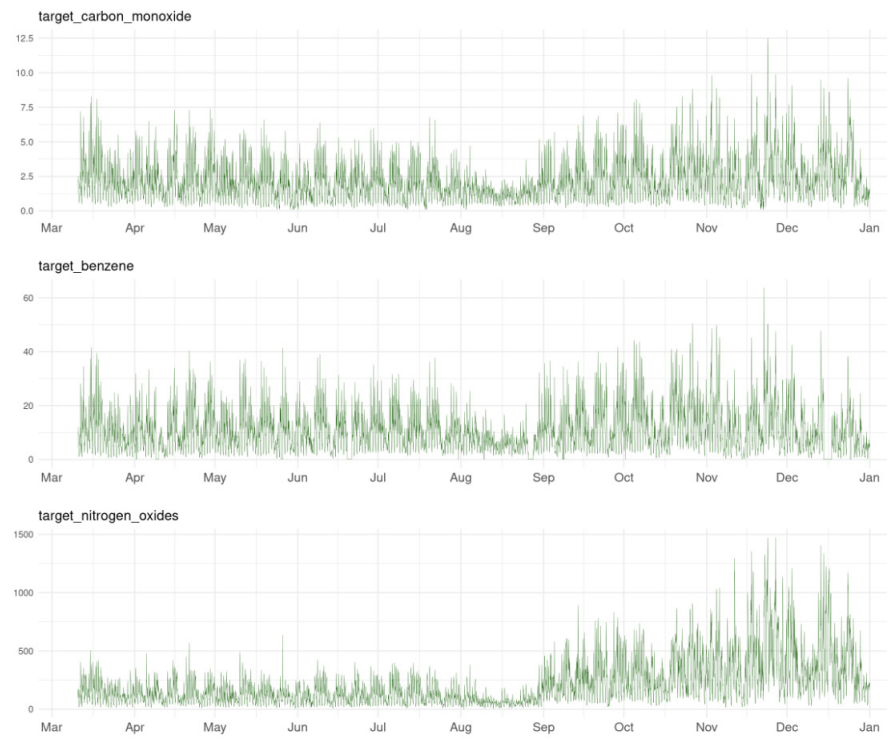 target_carbon_monoxide
12.5
10.0
7.5
5.0
2.5
0.0
Mar Apr May Jun Jul Aug Sep Oct Nov Dec Jan
target_benzene
60
40
20
0
Mar Apr May Jun Jul Aug Sep Oct Nov Dec Jan
target_nitrogen_oxides
1500
1000
500
0
Mar Apr May Jun Jul Aug Sep Oct Nov Dec Jan